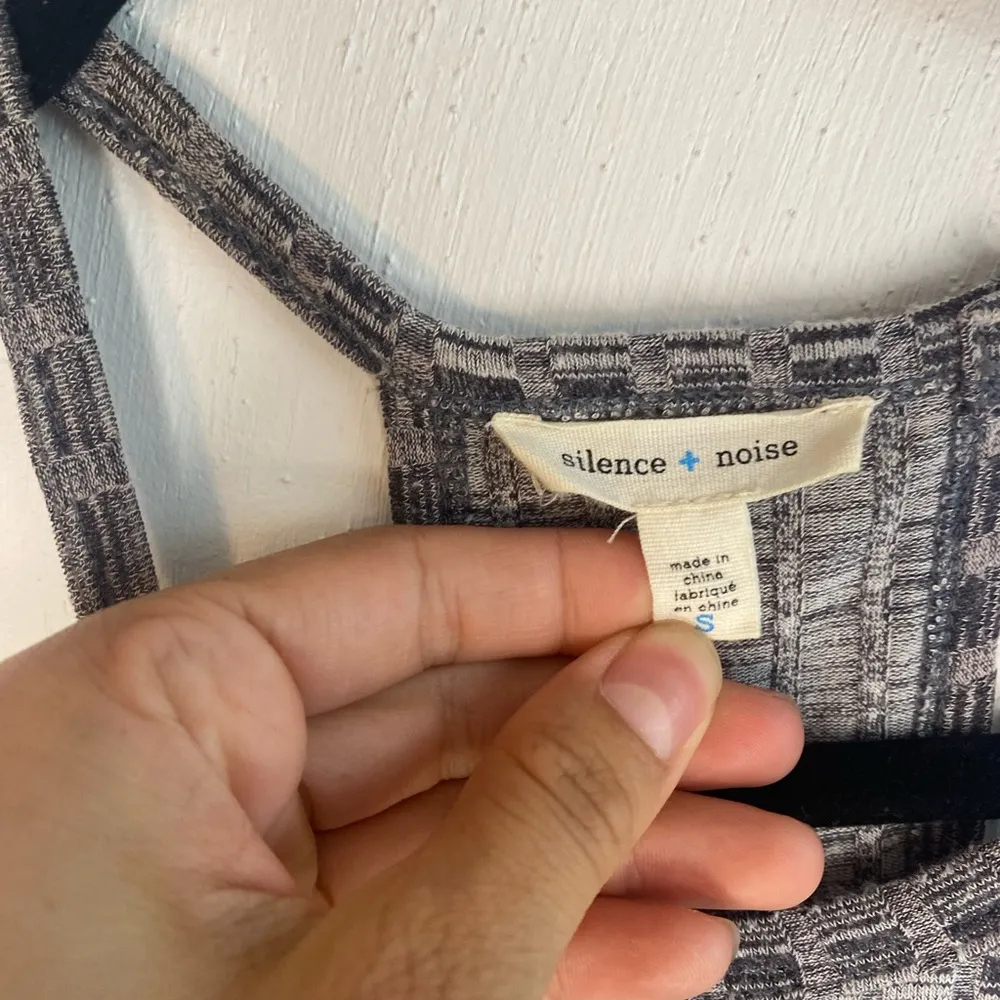 silence + noise
made in
china
fabriqué
en chine
S